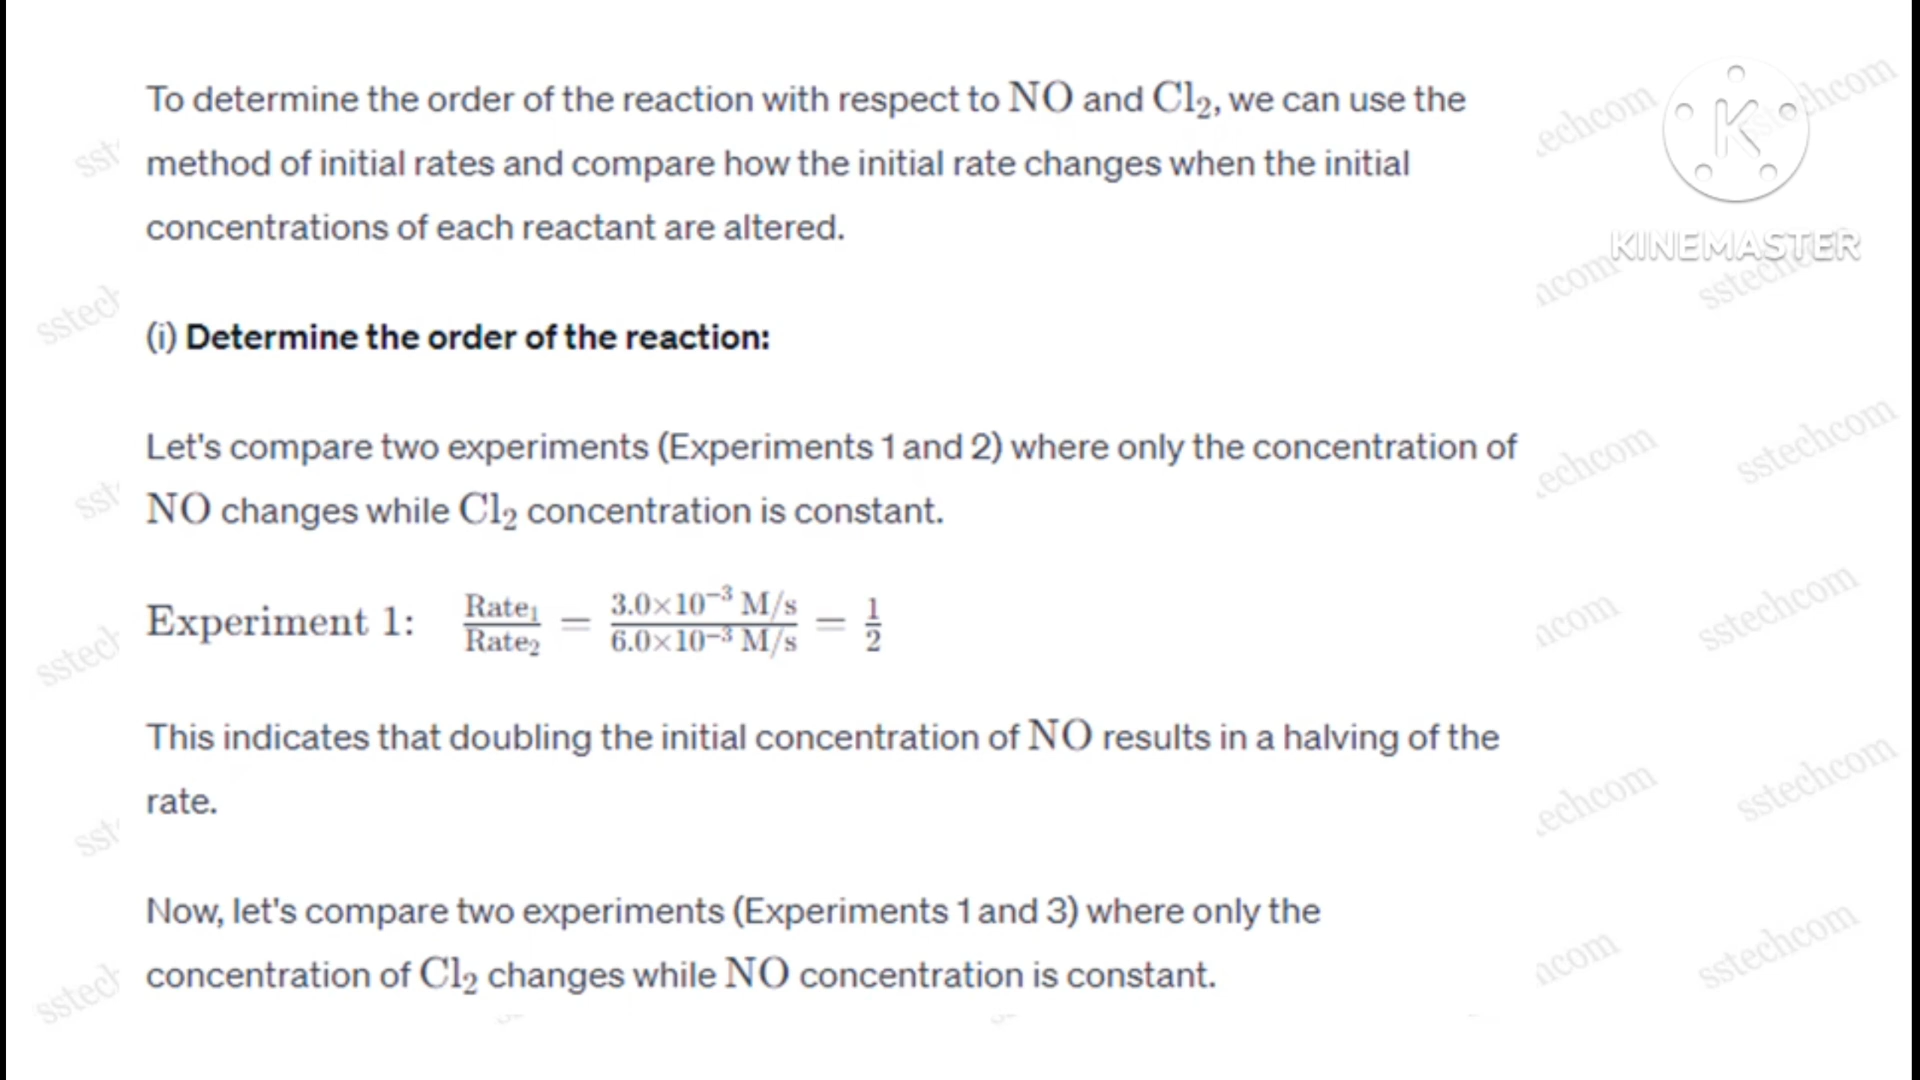 To determine the order of the reaction with respect to NO and Cl₂, we can use the
method of initial rates and compare how the initial rate changes when the initial
concentrations of each reactant are altered.
(i) Determine the order of the reaction:
Let's compare two experiments (Experiments 1 and 2) where only the concentration of
NO changes while Cl₂ concentration is constant.
Experiment 1: Rate₁/Rate₂ = 3.0×10⁻³ M/s / 6.0×10⁻³ M/s = 1/2
This indicates that doubling the initial concentration of NO results in a halving of the
rate.
Now, let's compare two experiments (Experiments 1 and 3) where only the
concentration of Cl₂ changes while NO concentration is constant.
K
KINEMASTER
sstechcom
sstechcom
sstechcom
sstechcom
sstechcom